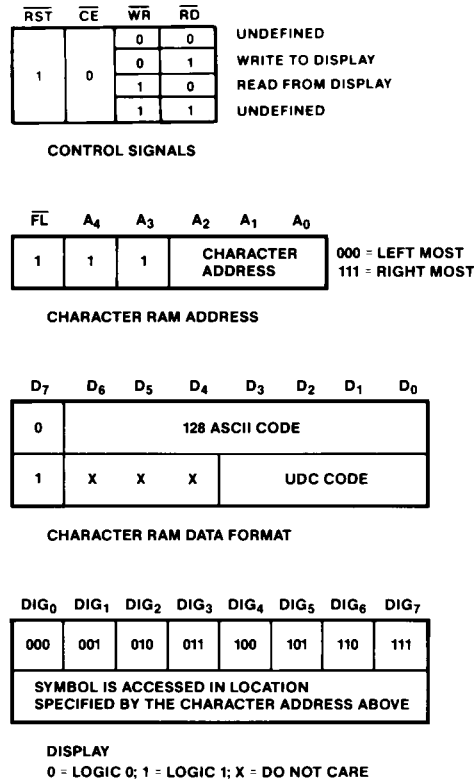 RST CE WR RD
0 0 UNDEFINED
0 1 WRITE TO DISPLAY
1 0
1 0 READ FROM DISPLAY
1 1 UNDEFINED
CONTROL SIGNALS
FL A4 A3 A2 A1 A0
1 1 1 CHARACTER ADDRESS
000 = LEFT MOST
111 = RIGHT MOST
CHARACTER RAM ADDRESS
D7 D6 D5 D4 D3 D2 D1 D0
0 128 ASCII CODE
1 X X X UDC CODE
CHARACTER RAM DATA FORMAT
DIG0 DIG1 DIG2 DIG3 DIG4 DIG5 DIG6 DIG7
000 001 010 011 100 101 110 111
SYMBOL IS ACCESSED IN LOCATION
SPECIFIED BY THE CHARACTER ADDRESS ABOVE
DISPLAY
0 = LOGIC 0; 1 = LOGIC 1; X = DO NOT CARE